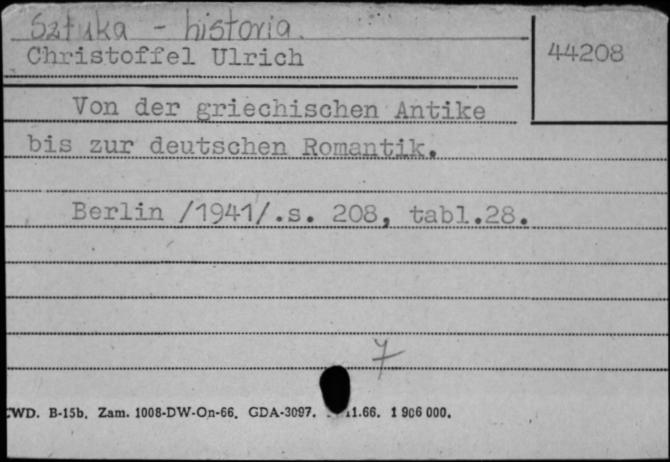 Sztuka - historia.
Christoffel Ulrich
44208
Von der griechischen Antike
bis zur deutschen Romantik.
Berlin /1941/.s. 208, tabl.28.
7
WD. B-15b. Zam. 1008-DW-On-66. GDA-3097. 11.66. 1 906 000.